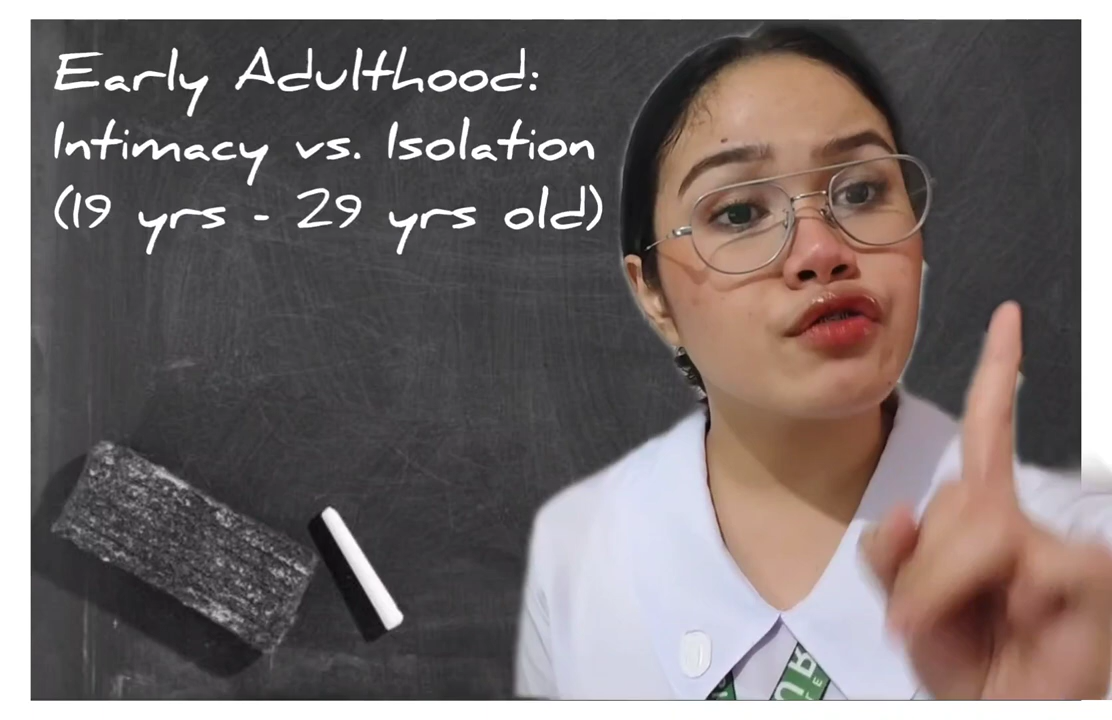 Early Adulthood:
Intimacy vs. Isolation
(19 yrs - 29 yrs old)